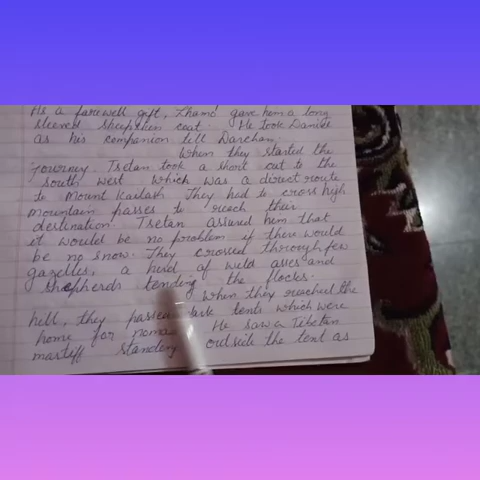 As a farewell gift, Lhamo gave him a long
sleeved sheepskin coat. He took Daniel
as his companion till Darchan.
When they started the
journey. Tsetan took a short cut to the
south west which was a direct route
to Mount Kailash. They had to cross high
mountain passes to reach their
destination. Tsetan assured him that
it would be no problem if there would
be no snow. They crossed through few
gazelles, a herd of wild asses and
shepherds tending the flocks.
When they reached the
hill, they passed dark tents which were
home for He saw a Tibetan
mastiff standing outside the tent as